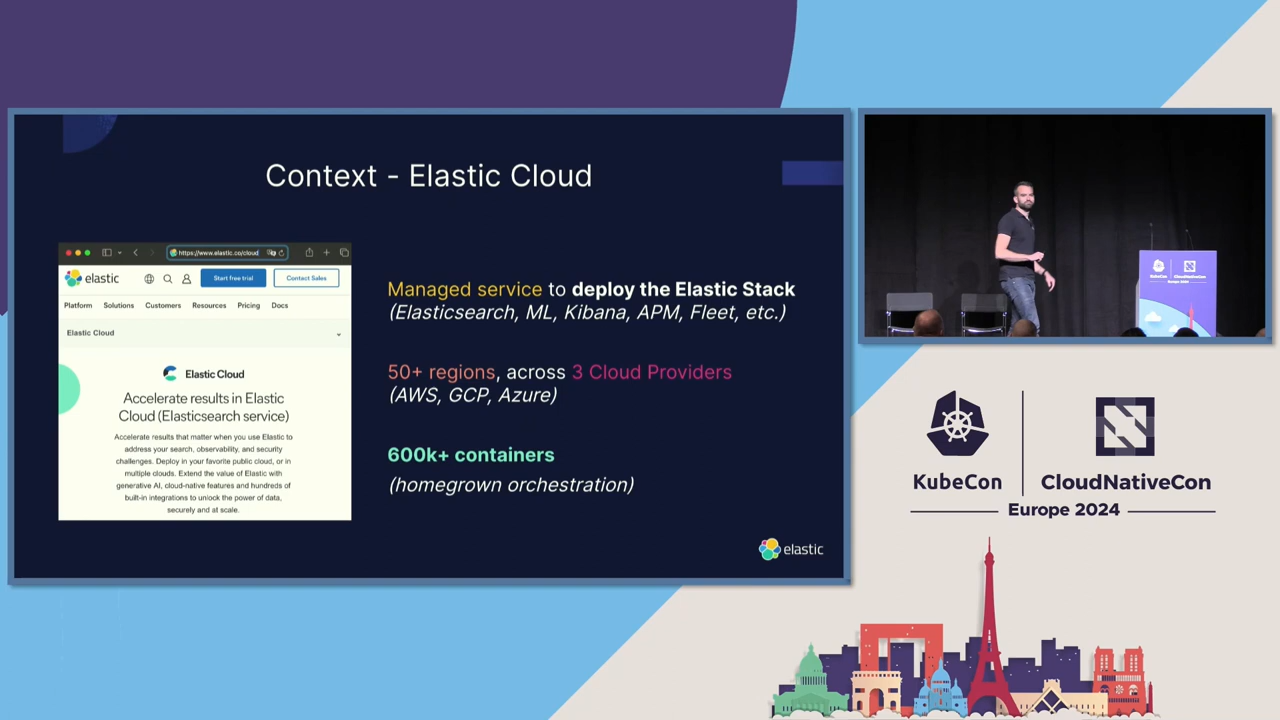 Context - Elastic Cloud
https://www.elastic.co/cloud
elastic
Start free trial
Contact Sales
Platform Solutions Customers Resources Pricing Docs
Elastic Cloud
Elastic Cloud
Accelerate results in Elastic
Cloud (Elasticsearch service)
Accelerate results that matter when you use Elastic to
address your search, observability, and security
challenges. Deploy in your favorite public cloud, or in
multiple clouds. Extend the value of Elastic with
generative AI, cloud-native features and hundreds of
built-in integrations to unlock the power of data,
securely and at scale.
Managed service to deploy the Elastic Stack
(Elasticsearch, ML, Kibana, APM, Fleet, etc.)
50+ regions, across 3 Cloud Providers
(AWS, GCP, Azure)
600k+ containers
(homegrown orchestration)
elastic
KubeCon
CloudNativeCon
Europe 2024
KubeCon
CloudNativeCon
Europe 2024